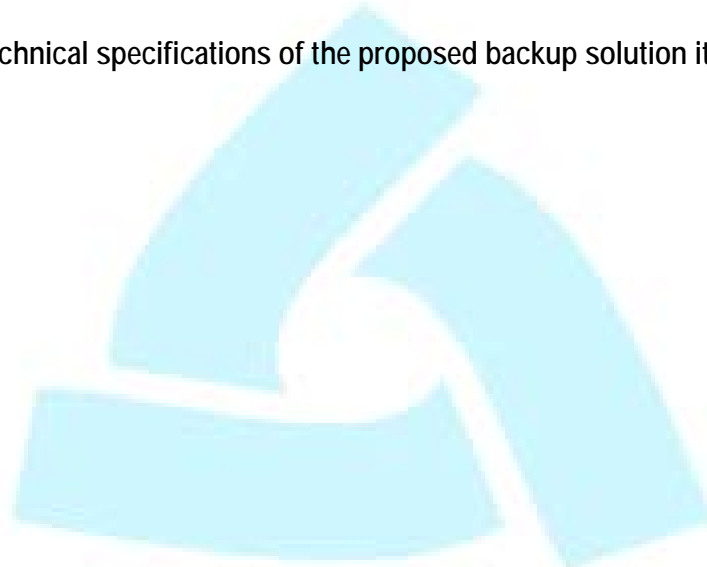 chnical specifications of the proposed backup solution it